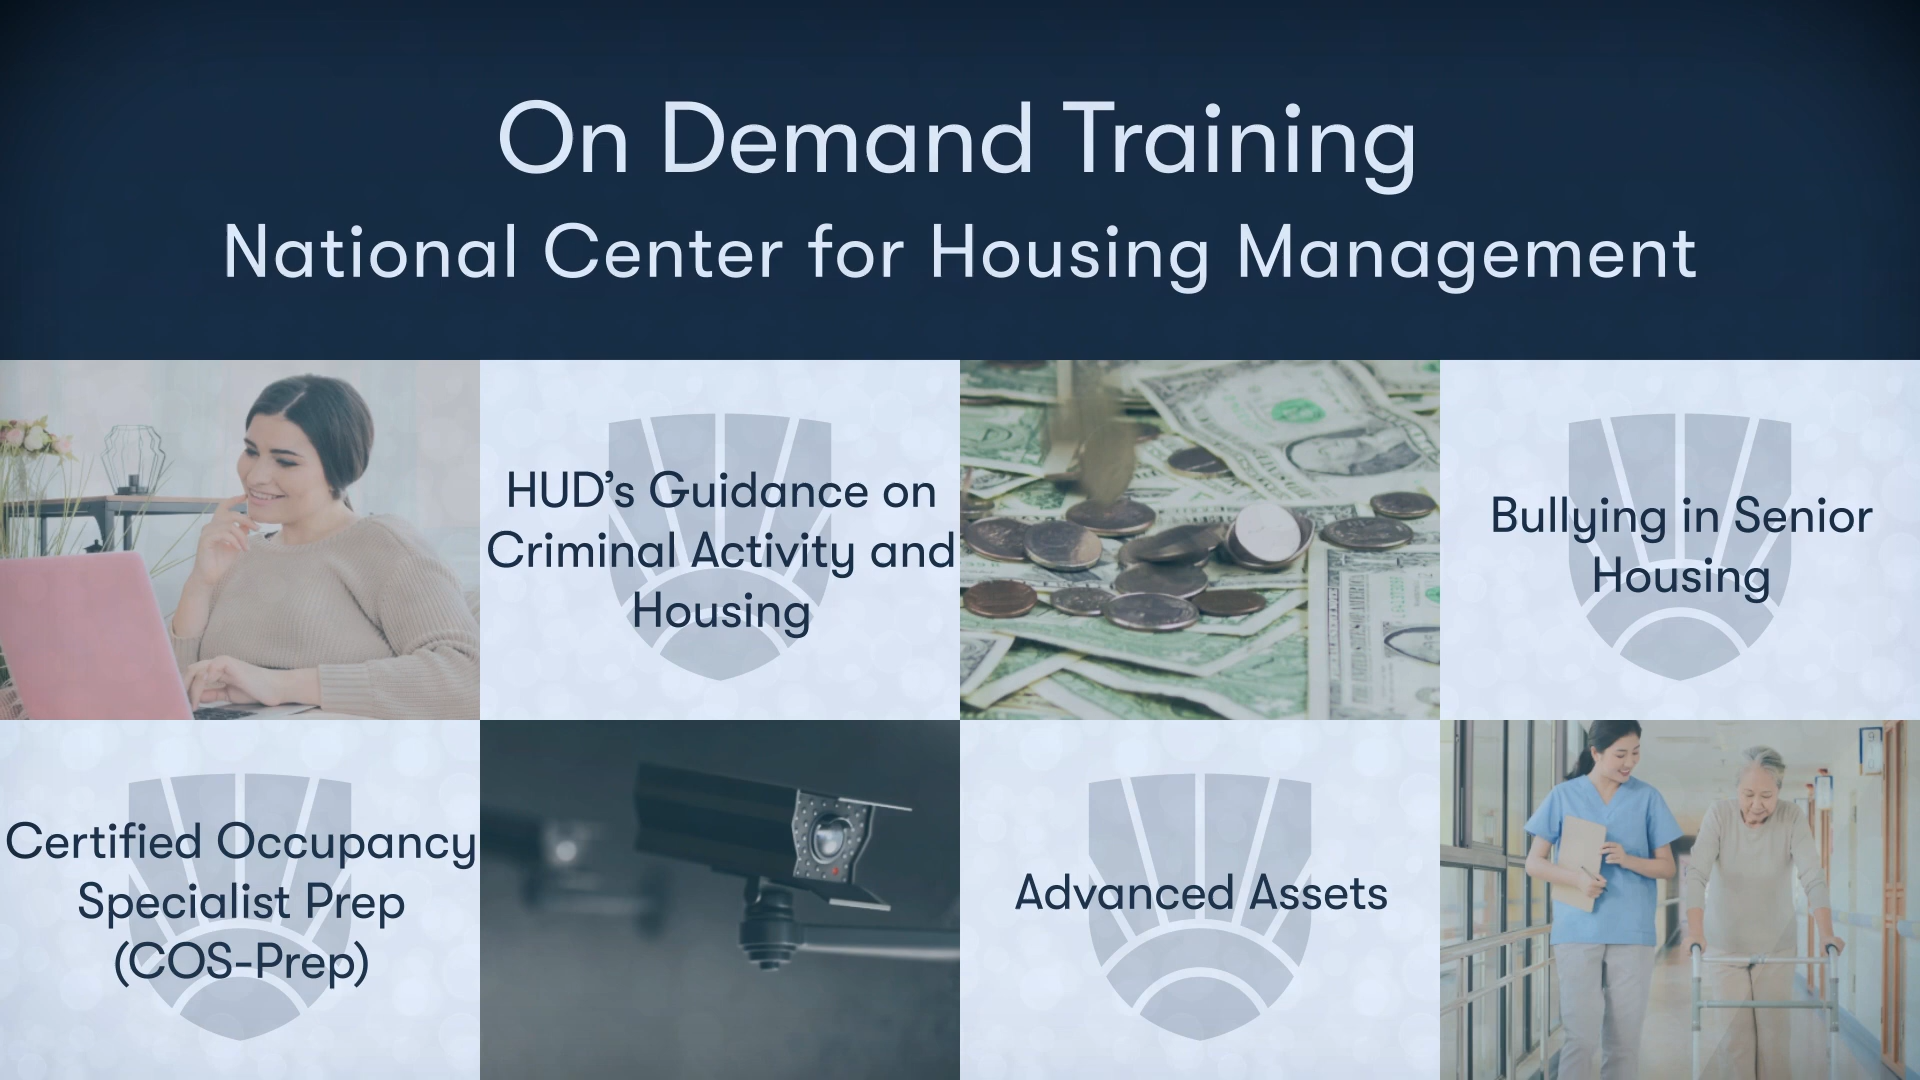 On Demand Training
National Center for Housing Management
HUD’s Guidance on
Criminal Activity and
Housing
Bullying in Senior
Housing
Certified Occupancy
Specialist Prep
(COS-Prep)
Advanced Assets